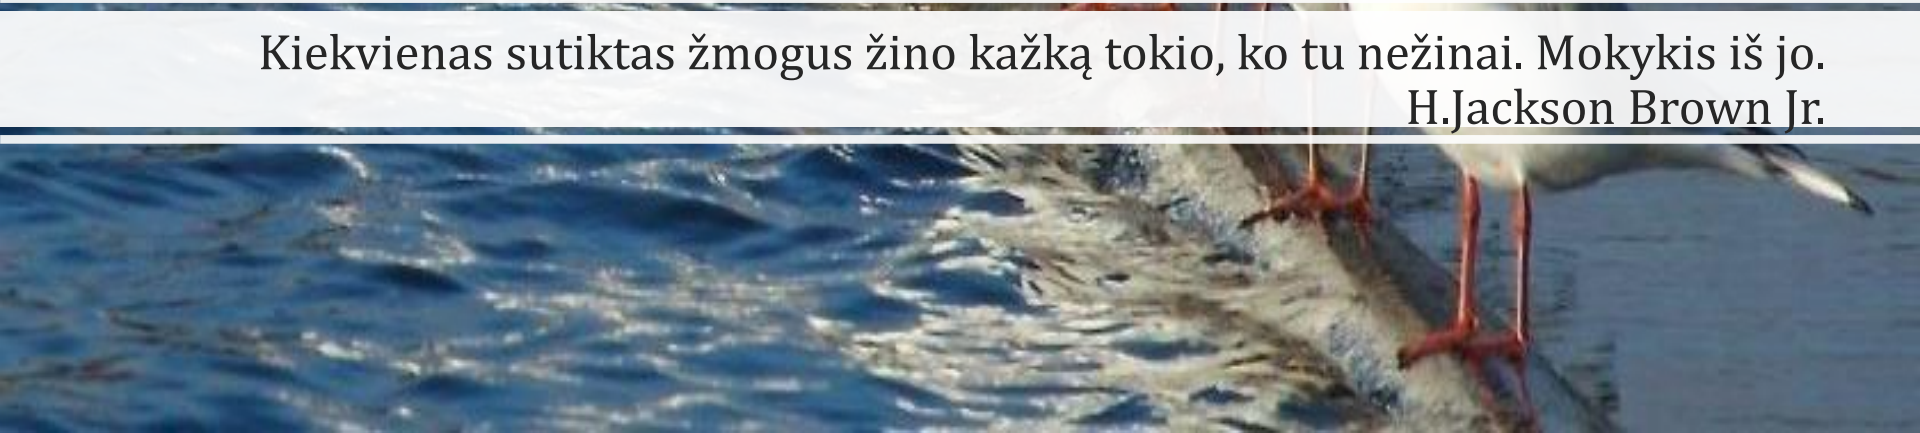 Kiekvienas sutiktas žmogus žino kažką tokio, ko tu nežinai. Mokykis iš jo.
H.Jackson Brown Jr.